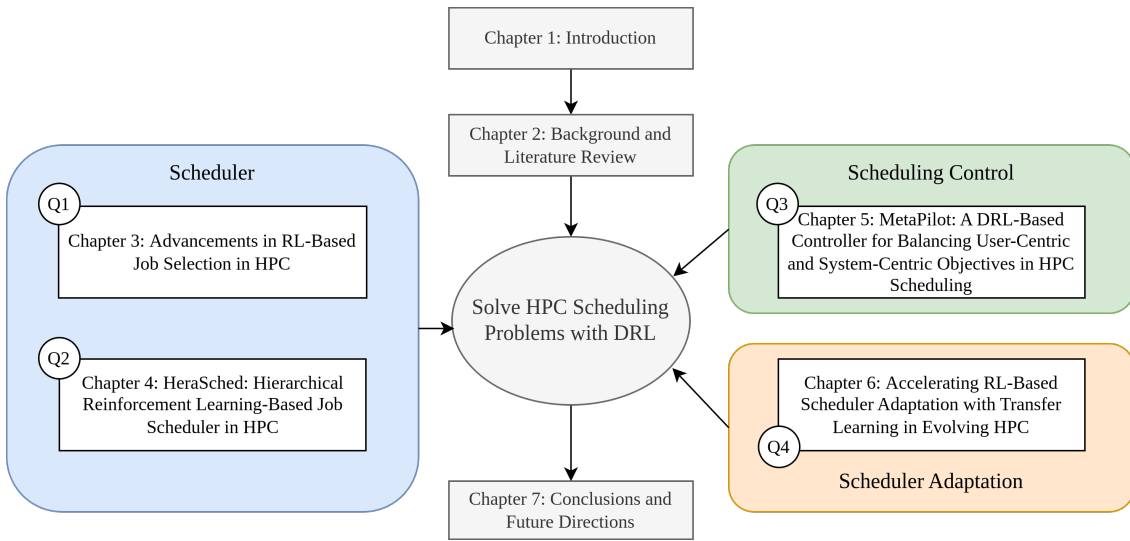 Chapter 1: Introduction
Chapter 2: Background and
Literature Review
Scheduler
Q1
Chapter 3: Advancements in RL-Based
Job Selection in HPC
Q2
Chapter 4: HeraSched: Hierarchical
Reinforcement Learning-Based Job
Scheduler in HPC
Solve HPC Scheduling
Problems with DRL
Scheduling Control
Q3
Chapter 5: MetaPilot: A DRL-Based
Controller for Balancing User-Centric
and System-Centric Objectives in HPC
Scheduling
Chapter 6: Accelerating RL-Based
Scheduler Adaptation with Transfer
Learning in Evolving HPC
Q4
Scheduler Adaptation
Chapter 7: Conclusions and
Future Directions